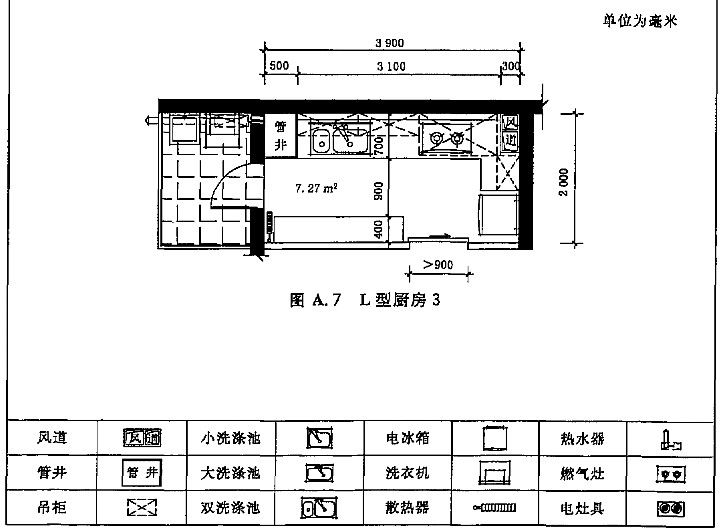 单位为毫米
3 900
500 3 100 300
管井
风道
700
7.27 m²
900
400
2 000
>900
图 A.7 L 型厨房 3
风道 风道 小洗涤池 电冰箱 热水器
管井 管井 大洗涤池 洗衣机 燃气灶
吊柜 双洗涤池 散热器 电灶具